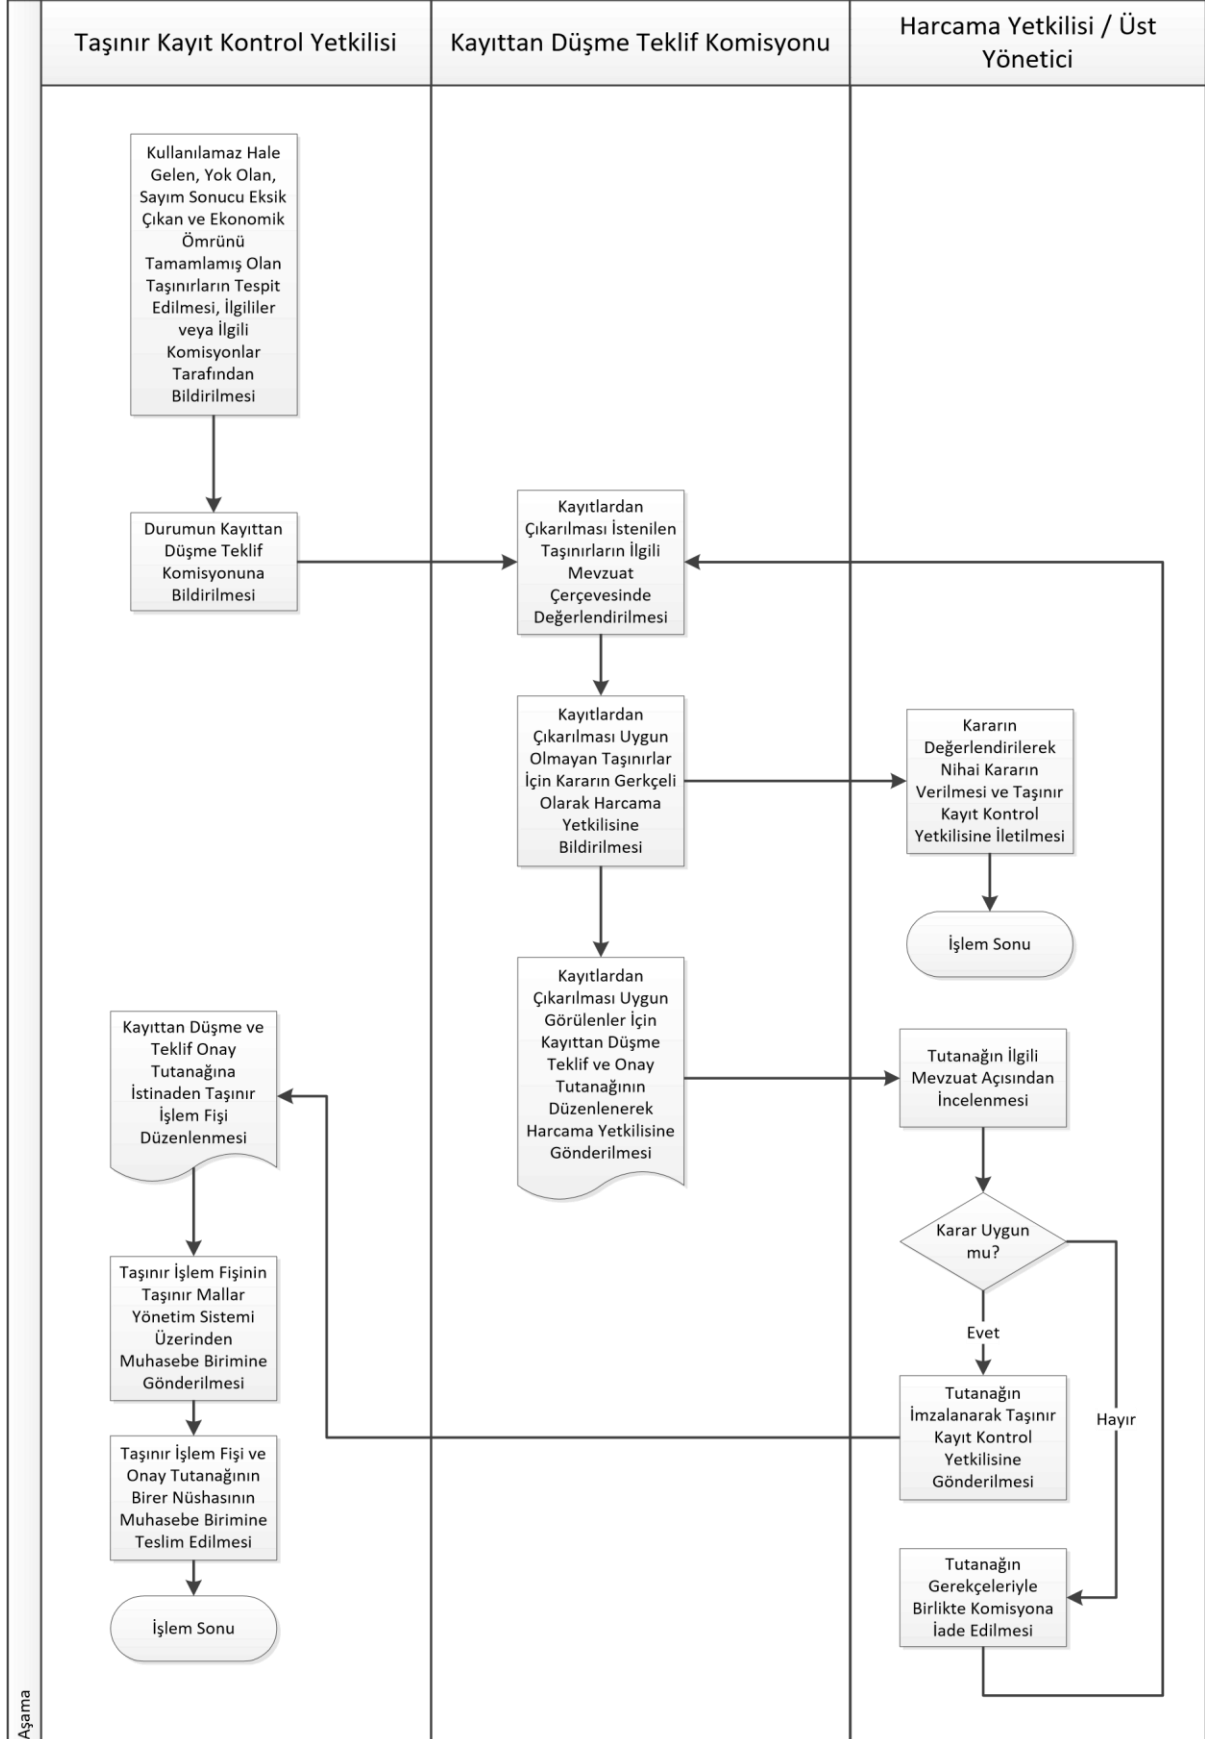 Taşınır Kayıt Kontrol Yetkilisi
Kayıttan Düşme Teklif Komisyonu
Harcama Yetkilisi / Üst
Yönetici
Kullanılamaz Hale
Gelen, Yok Olan,
Sayım Sonucu Eksik
Çıkan ve Ekonomik
Ömrünü
Tamamlamış Olan
Taşınırların Tespit
Edilmesi, İlgililer
veya İlgili
Komisyonlar
Tarafından
Bildirilmesi
Durumun Kayıttan
Düşme Teklif
Komisyonuna
Bildirilmesi
Kayıtlardan
Çıkarılması İstenilen
Taşınırların İlgili
Mevzuat
Çerçevesinde
Değerlendirilmesi
Kayıtlardan
Çıkarılması Uygun
Olmayan Taşınırlar
İçin Kararın Gerkçeli
Olarak Harcama
Yetkilisine
Bildirilmesi
Kararın
Değerlendirilerek
Nihai Kararın
Verilmesi ve Taşınır
Kayıt Kontrol
Yetkilisine İletilmesi
İşlem Sonu
Kayıtlardan
Çıkarılması Uygun
Görülenler İçin
Kayıttan Düşme
Teklif ve Onay
Tutanağının
Düzenlenerek
Harcama Yetkilisine
Gönderilmesi
Tutanağın İlgili
Mevzuat Açısından
İncelenmesi
Karar Uygun
mu?
Evet
Hayır
Tutanağın
İmzalanarak Taşınır
Kayıt Kontrol
Yetkilisine
Gönderilmesi
Tutanağın
Gerekçeleriyle
Birlikte Komisyona
İade Edilmesi
Kayıttan Düşme ve
Teklif Onay
Tutanağına
İstinaden Taşınır
İşlem Fişi
Düzenlenmesi
Taşınır İşlem Fişinin
Taşınır Mallar
Yönetim Sistemi
Üzerinden
Muhasebe Birimine
Gönderilmesi
Taşınır İşlem Fişi ve
Onay Tutanağının
Birer Nüshasının
Muhasebe Birimine
Teslim Edilmesi
İşlem Sonu
Aşama